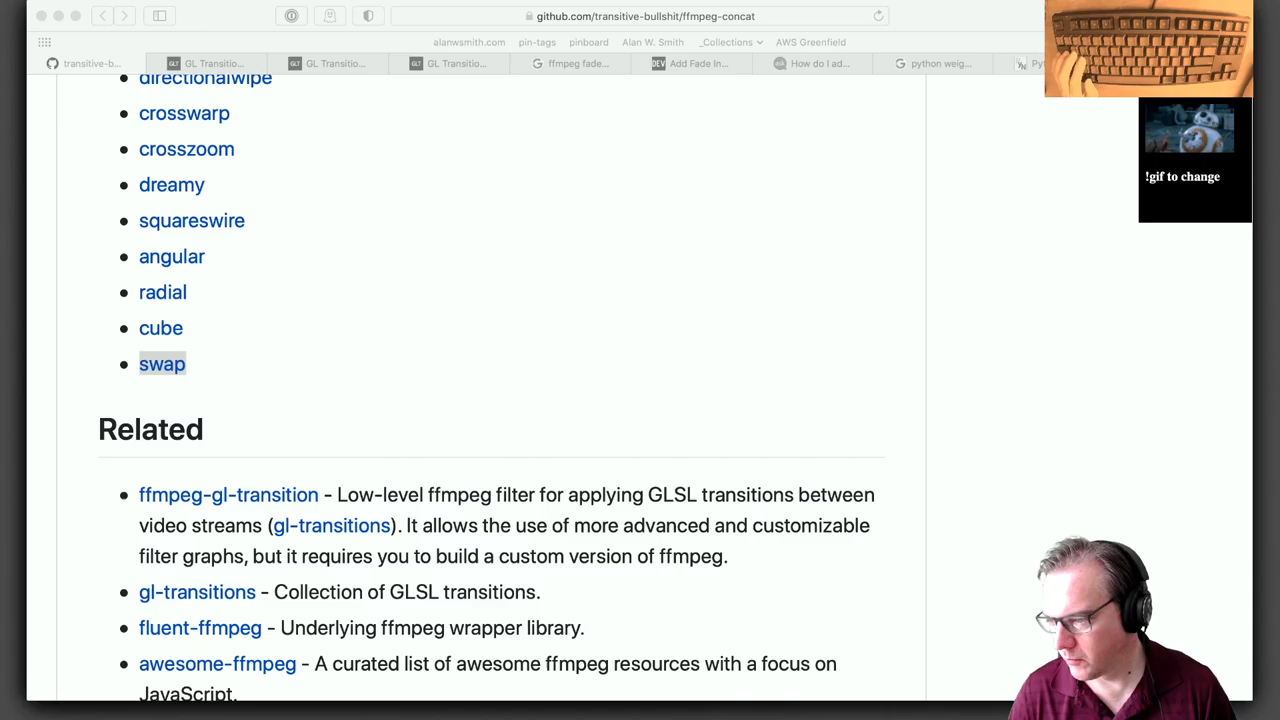 github.com/transitive-bullshit/ffmpeg-concat
alanwsmith.com pin-tags pinboard Alan W. Smith _Collections AWS Greenfield
transitive-b... GLT GL Transitio... GLT GL Transitio... GLT GL Transitio... ffmpeg fade... DEV Add Fade In... How do I ad... python weig...
directionalwipe
crosswarp
crosszoom
dreamy
squareswire
angular
radial
cube
swap
Related
ffmpeg-gl-transition - Low-level ffmpeg filter for applying GLSL transitions between
video streams (gl-transitions). It allows the use of more advanced and customizable
filter graphs, but it requires you to build a custom version of ffmpeg.
gl-transitions - Collection of GLSL transitions.
fluent-ffmpeg - Underlying ffmpeg wrapper library.
awesome-ffmpeg - A curated list of awesome ffmpeg resources with a focus on
JavaScript.
!gif to change